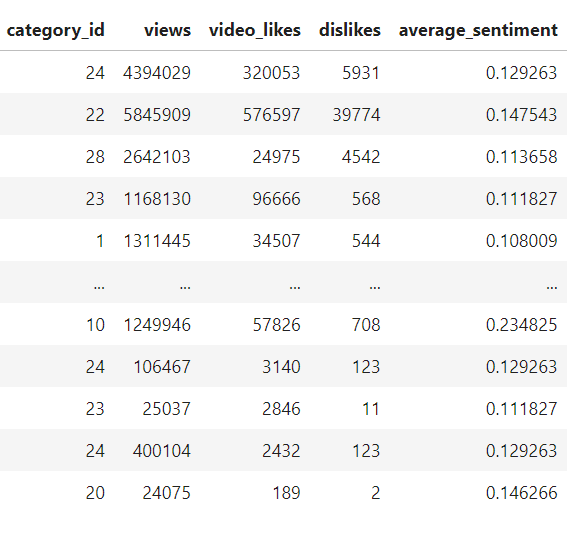 category_id views video_likes dislikes average_sentiment
24 4394029 320053 5931 0.129263
22 5845909 576597 39774 0.147543
28 2642103 24975 4542 0.113658
23 1168130 96666 568 0.111827
1 1311445 34507 544 0.108009
... ... ... ... ...
10 1249946 57826 708 0.234825
24 106467 3140 123 0.129263
23 25037 2846 11 0.111827
24 400104 2432 123 0.129263
20 24075 189 2 0.146266